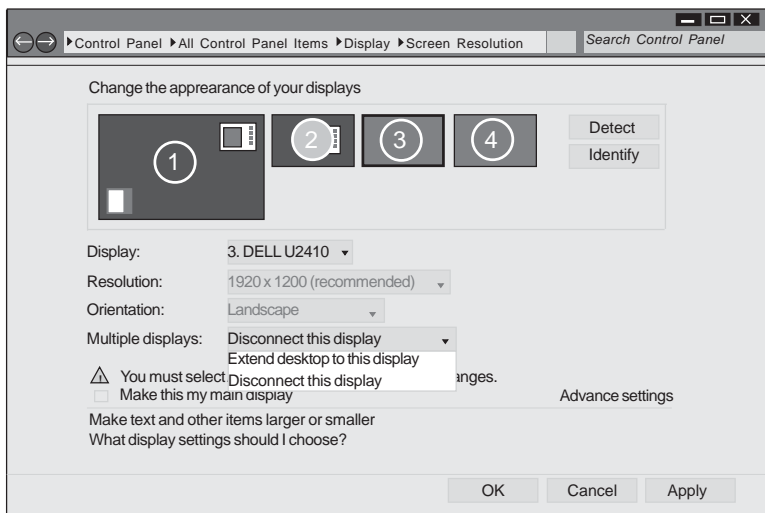 Control Panel All Control Panel Items Display Screen Resolution Search Control Panel
Change the apprearance of your displays
1 2 3 4
Detect
Identify
Display: 3. DELL U2410
Resolution: 1920 x 1200 (recommended)
Orientation: Landscape
Multiple displays: Disconnect this display
Extend desktop to this display
Disconnect this display
You must select anges.
Make this my main display Advance settings
Make text and other items larger or smaller
What display settings should I choose?
OK Cancel Apply